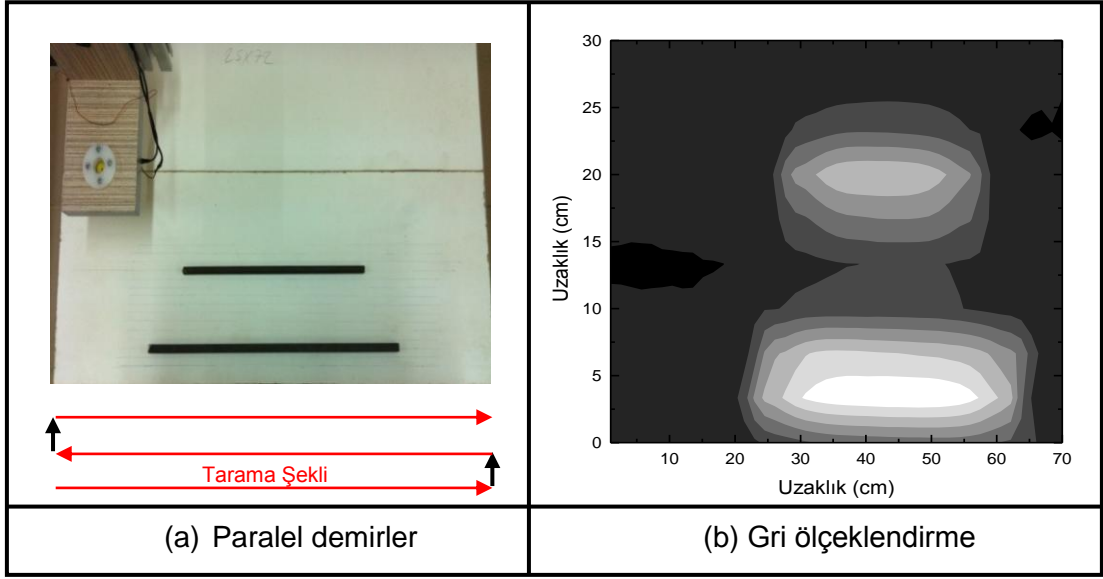 25x72
Tarama Şekli
(a) Paralel demirler
30
25
20
15
10
5
0
10 20 30 40 50 60 70
Uzaklık (cm)
Uzaklık (cm)
(b) Gri ölçeklendirme